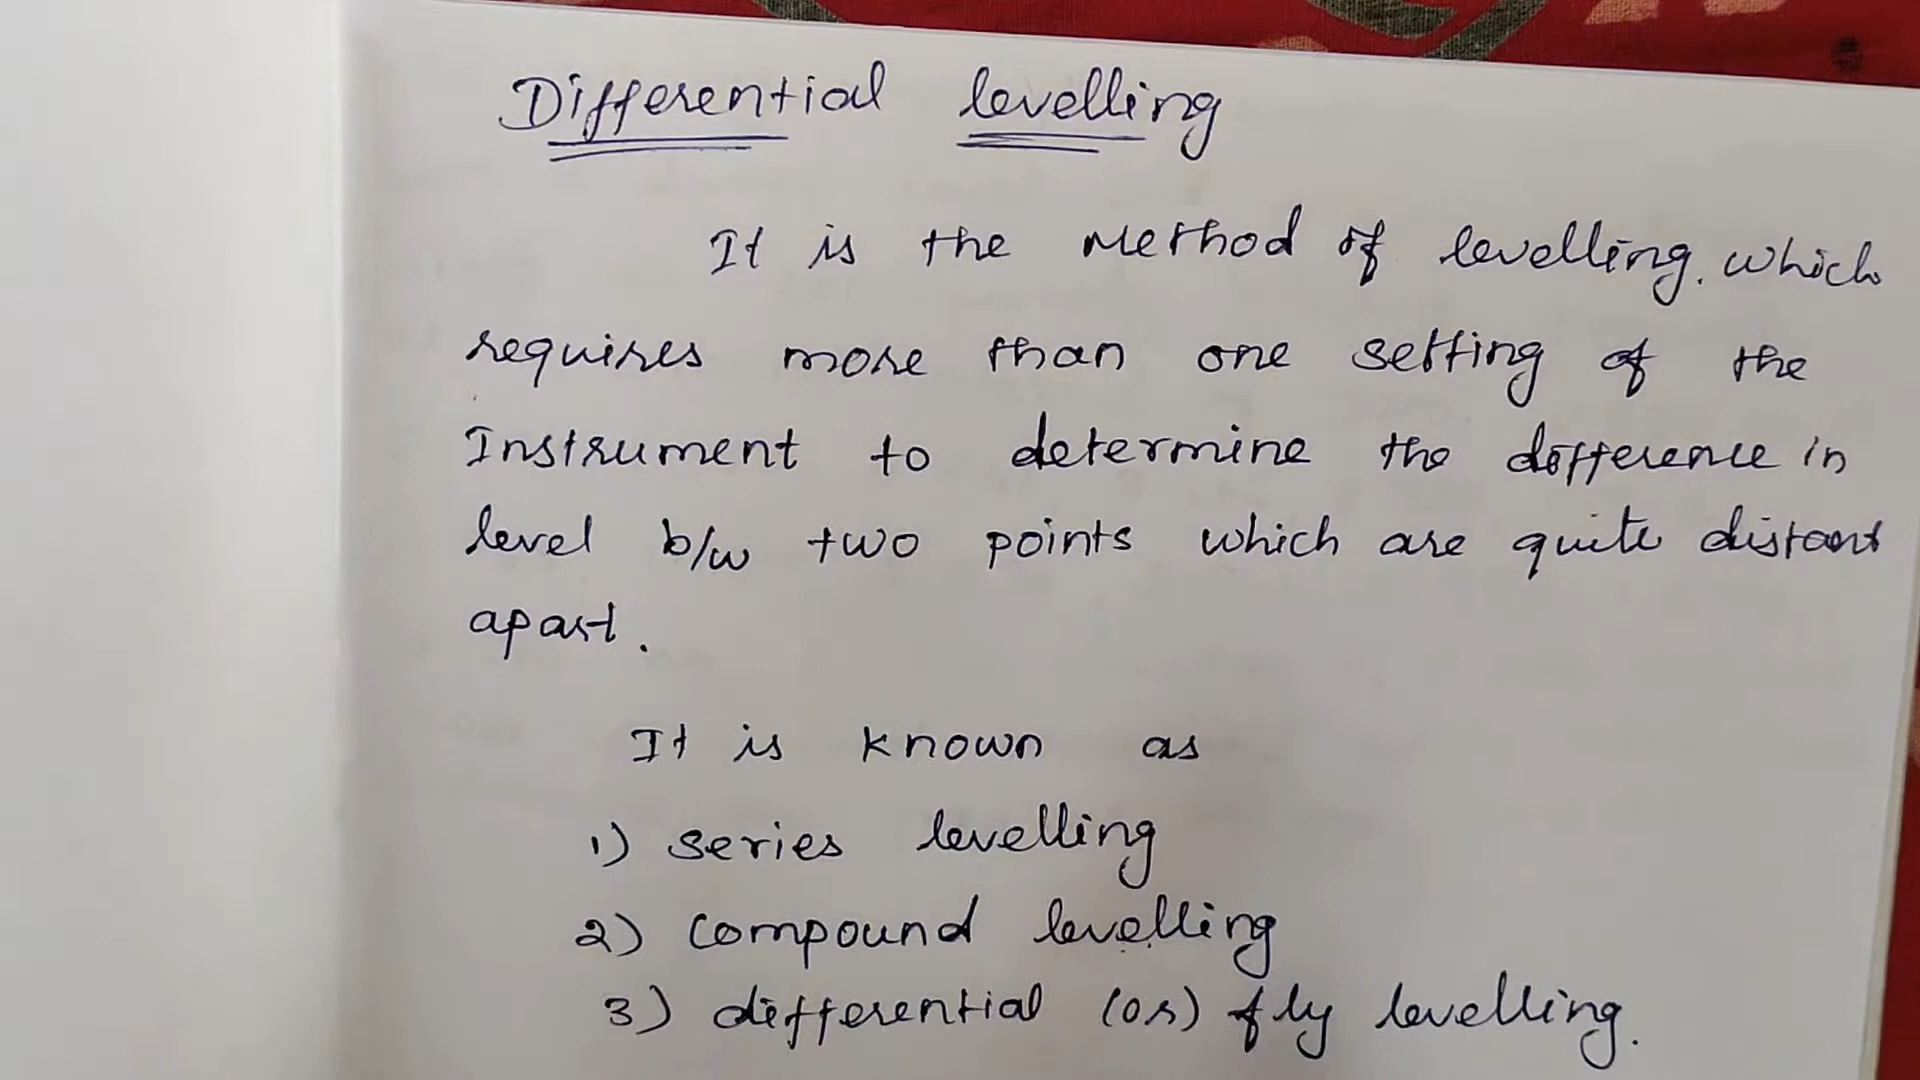 Differential levelling
It is the Method of levelling. which
requires more than one setting of the
Instrument to determine the difference in
level b/w two points which are quite distant
apart.
It is known as
1) series levelling
2) compound levelling
3) differential (or) fly levelling.